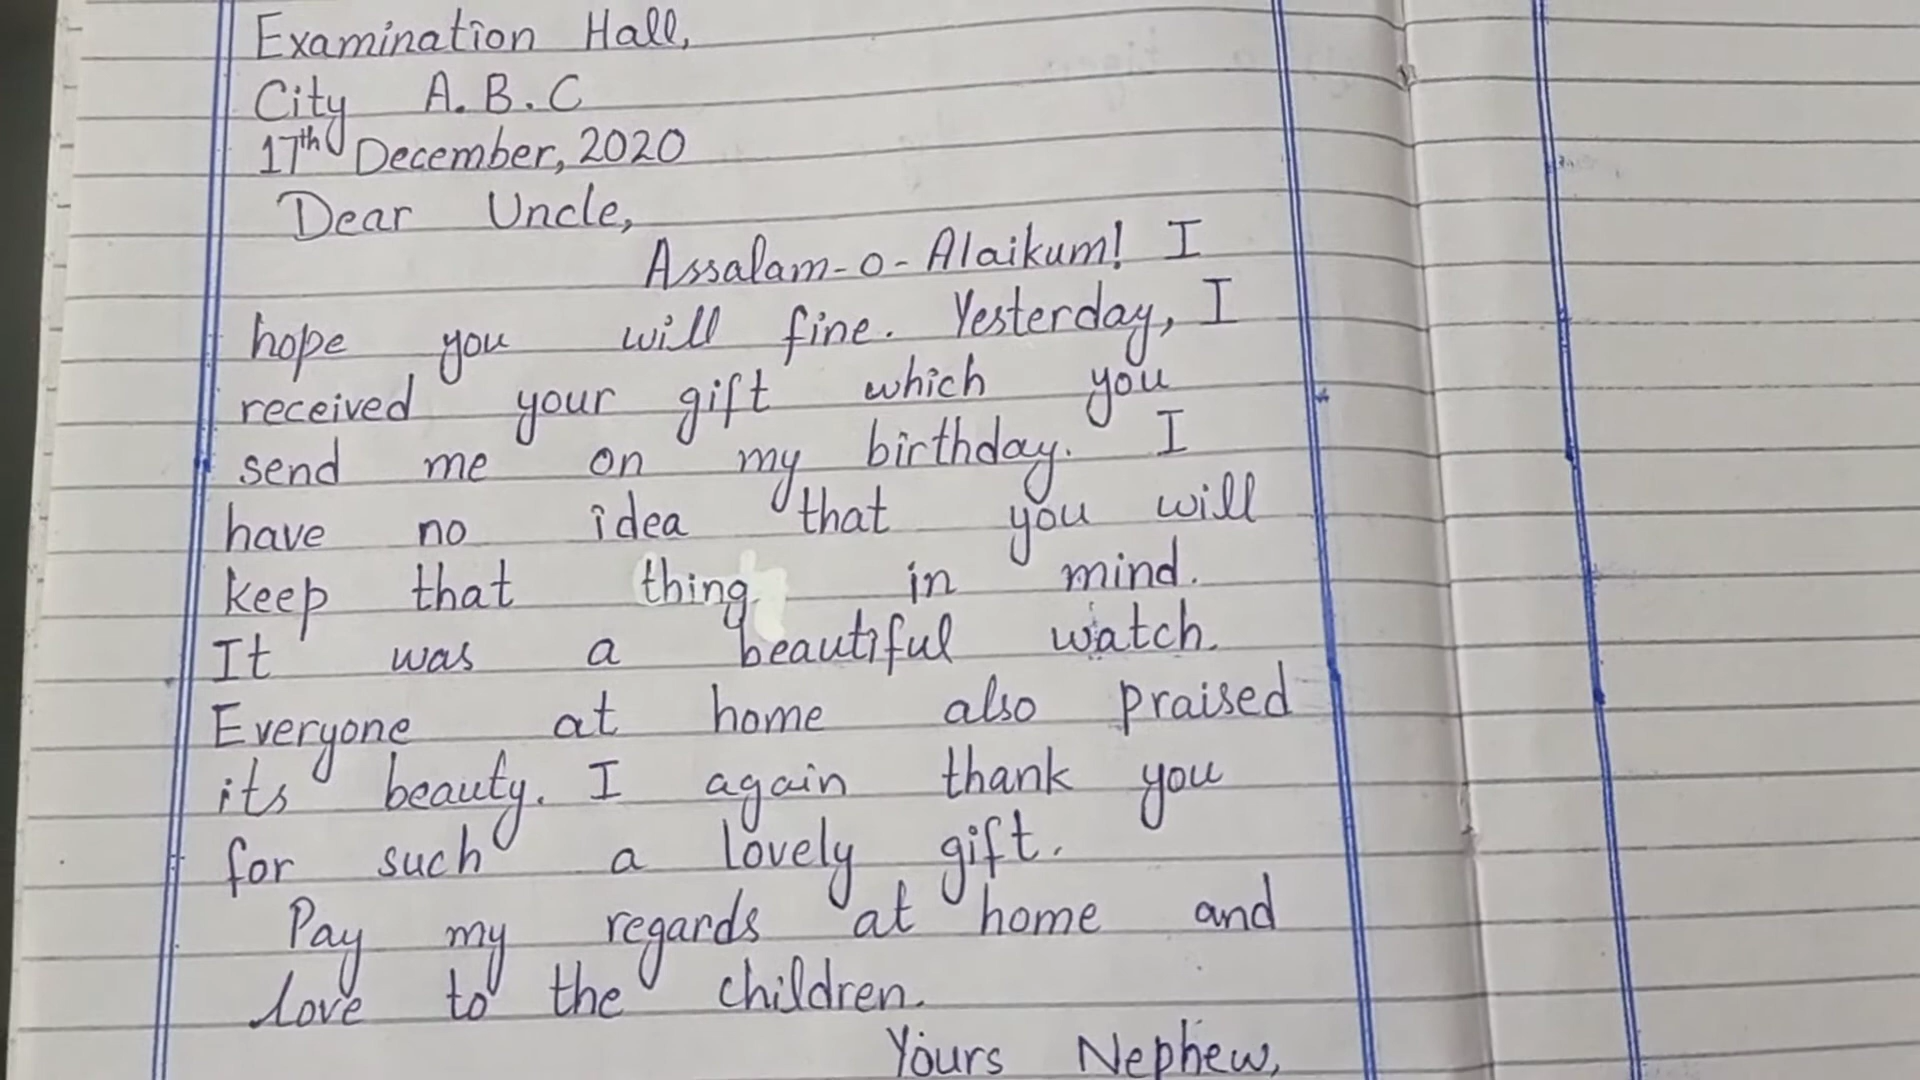 Examination Hall,
City A.B.C
17th December, 2020
Dear Uncle,
Assalam-o-Alaikum! I
hope you will fine. Yesterday, I
received your gift which you
send me on my birthday. I
have no idea that you will
keep that thing in mind.
It was a beautiful watch.
Everyone at home also praised
its beauty. I again thank you
for such a lovely gift.
Pay my regards at home and
love to the children.
Yours Nephew,